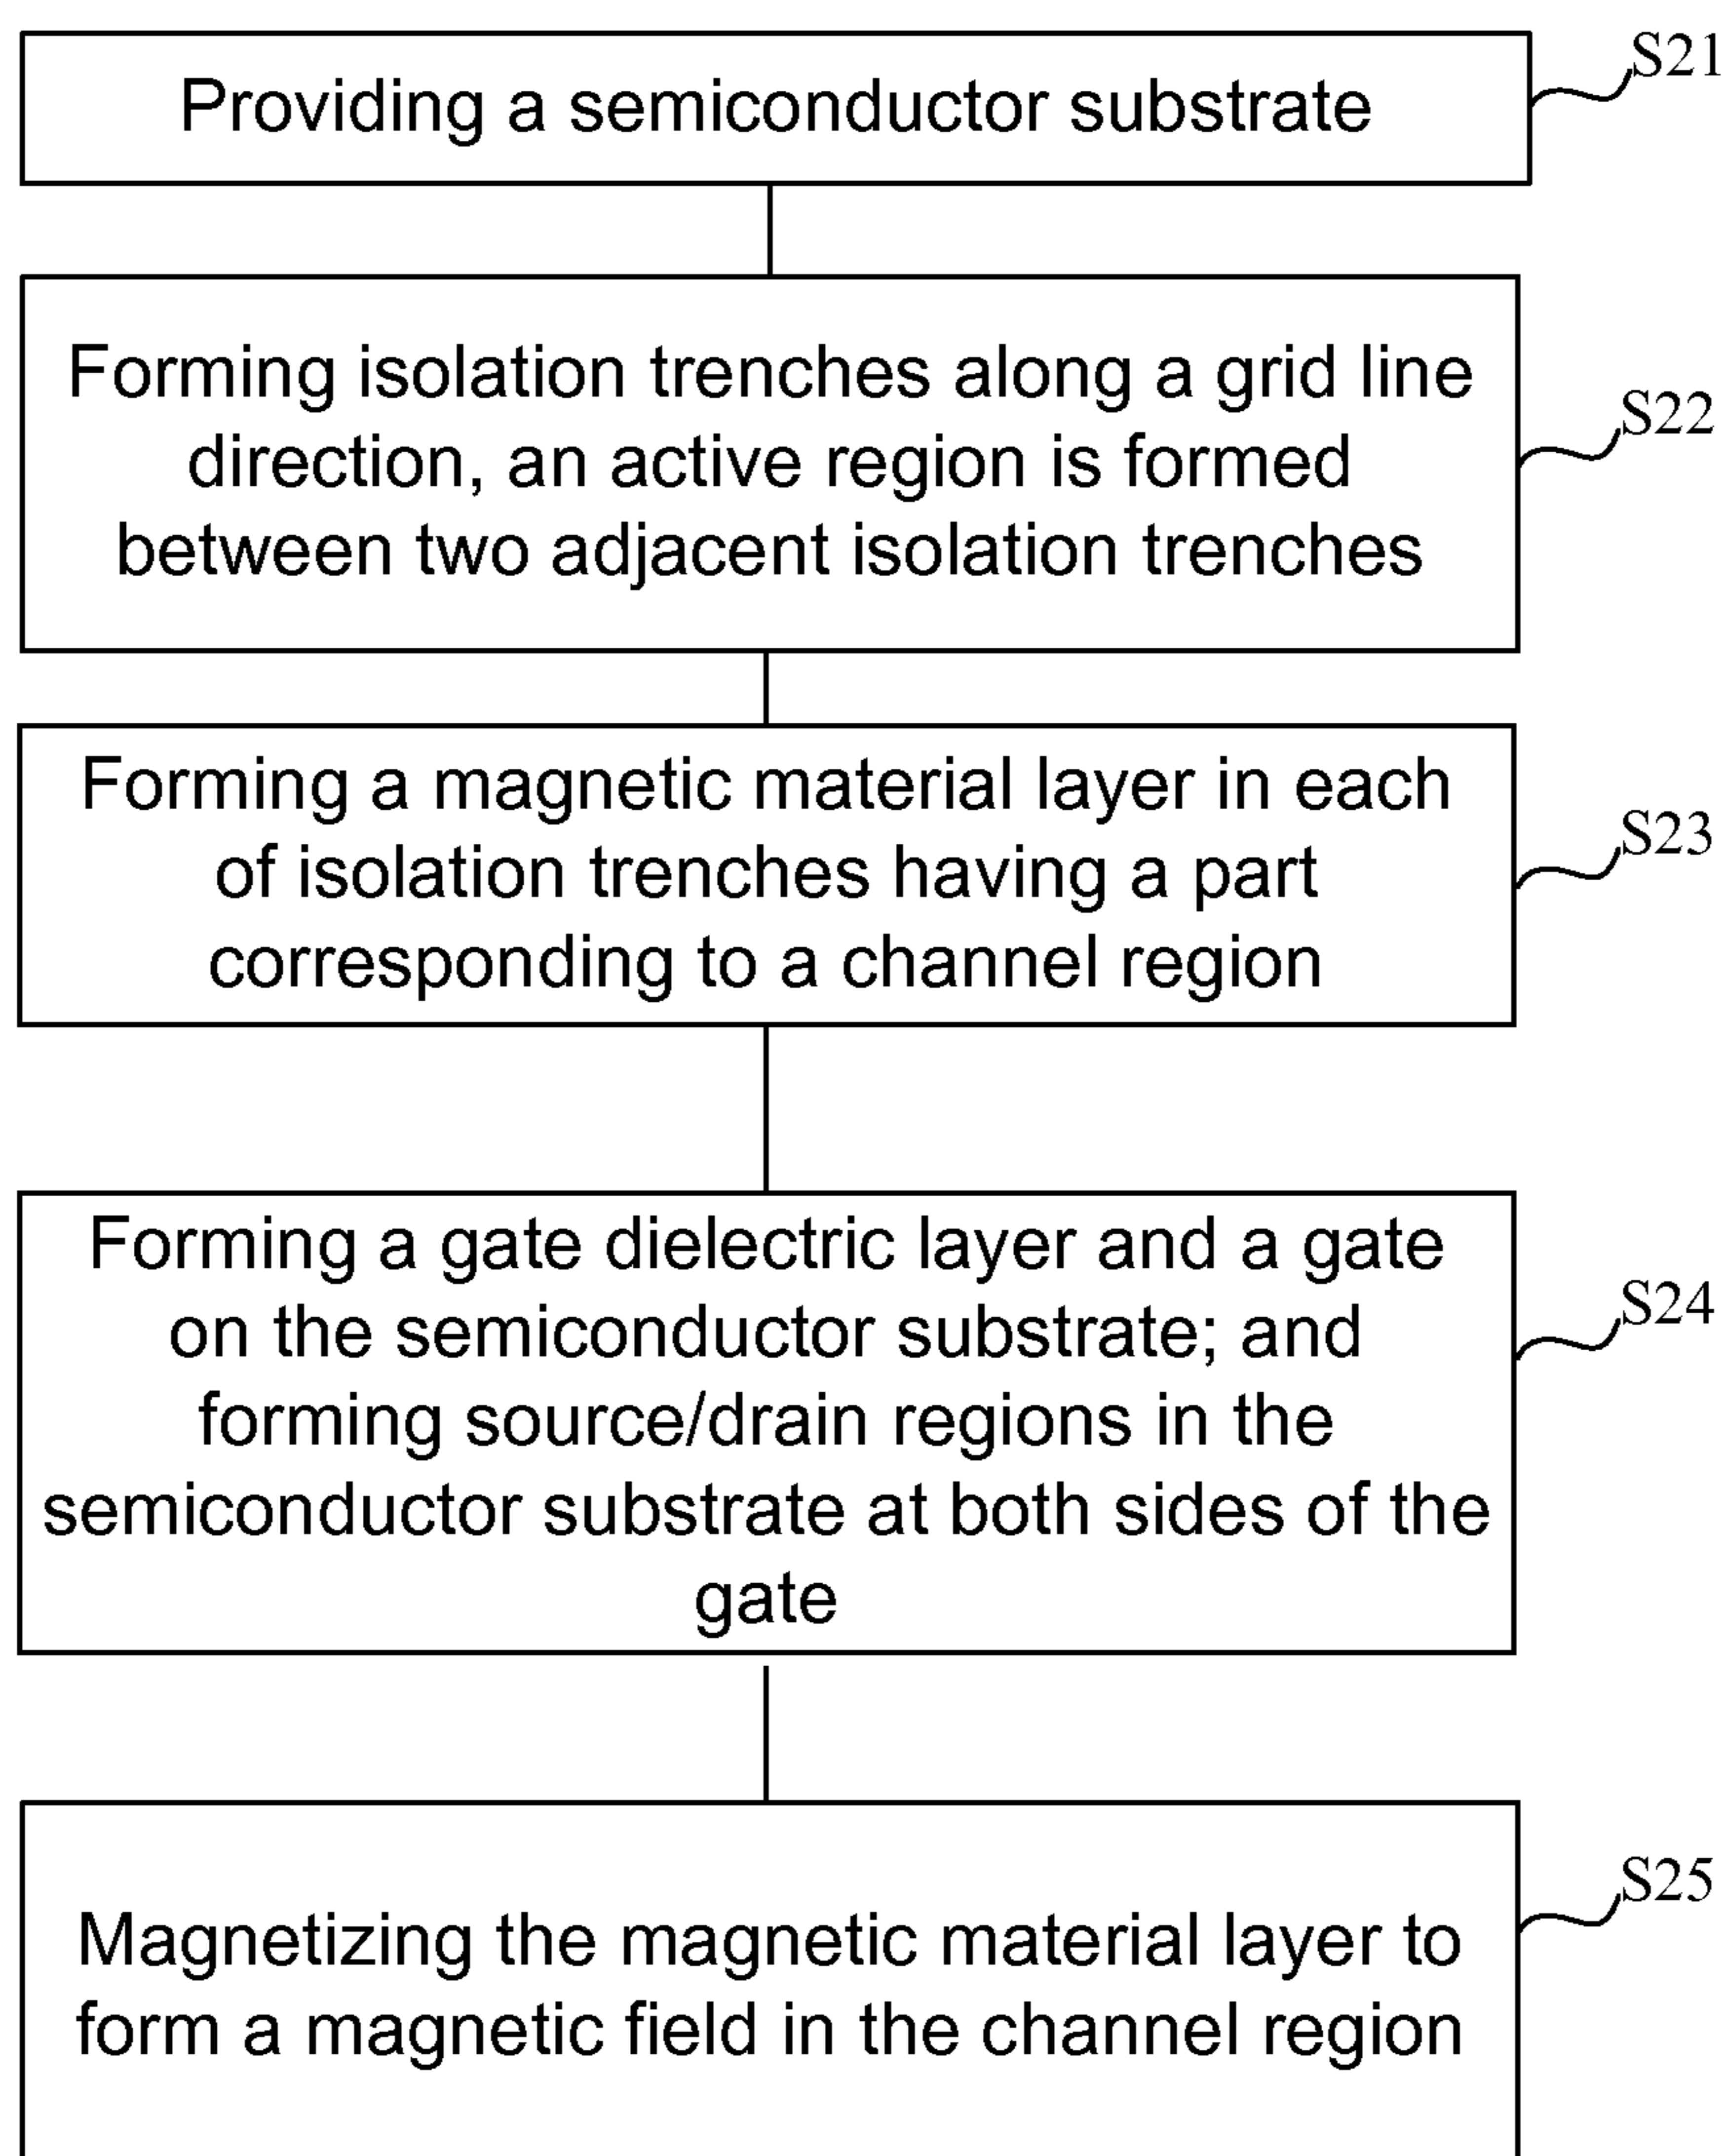 Providing a semiconductor substrate
S21
Forming isolation trenches along a grid line
direction, an active region is formed
between two adjacent isolation trenches
S22
Forming a magnetic material layer in each
of isolation trenches having a part
corresponding to a channel region
S23
Forming a gate dielectric layer and a gate
on the semiconductor substrate; and
forming source/drain regions in the
semiconductor substrate at both sides of the
gate
S24
Magnetizing the magnetic material layer to
form a magnetic field in the channel region
S25